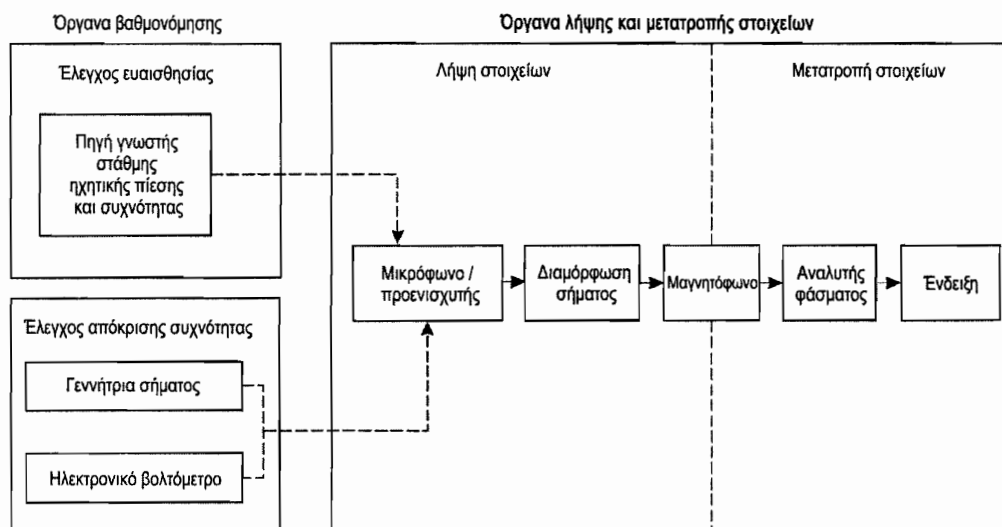 Όργανα βαθμονόμησης
Έλεγχος ευαισθησίας
Πηγή γνωστής
στάθμης
ηχητικής πίεσης
και συχνότητας
Έλεγχος απόκρισης συχνότητας
Γεννήτρια σήματος
Ηλεκτρονικό βολτόμετρο
Όργανα λήψης και μετατροπής στοιχείων
Λήψη στοιχείων
Μετατροπή στοιχείων
Μικρόφωνο /
προενισχυτής
Διαμόρφωση
σήματος
Μαγνητόφωνο
Αναλυτής
φάσματος
Ένδειξη